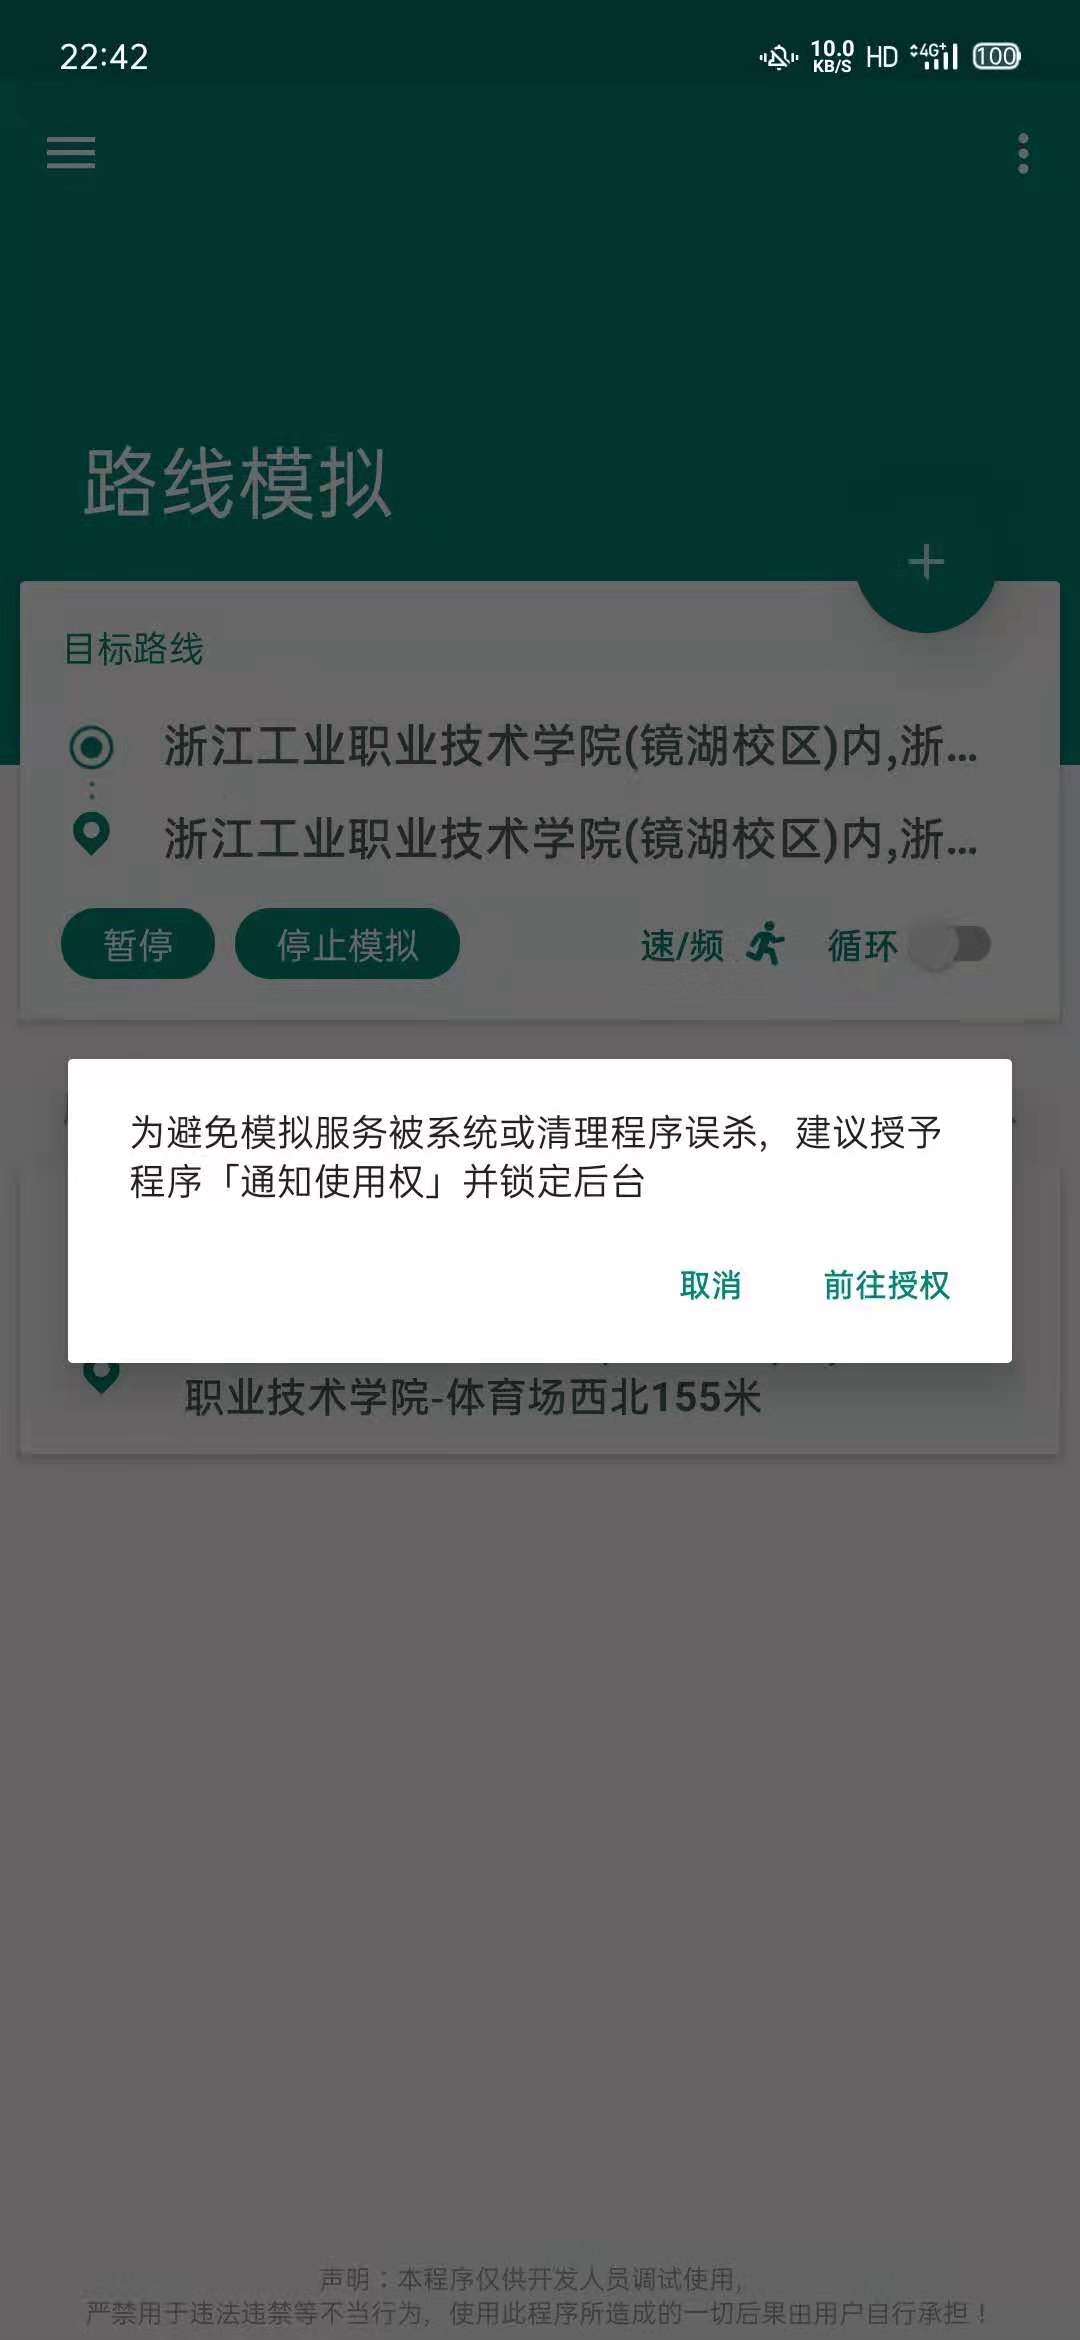 22:42
10.0
KB/S
HD
4G+
100
路线模拟
+
目标路线
浙江工业职业技术学院(镜湖校区)内,浙...
浙江工业职业技术学院(镜湖校区)内,浙...
暂停
停止模拟
速/频
循环
为避免模拟服务被系统或清理程序误杀，建议授予
程序「通知使用权」并锁定后台
取消
前往授权
职业技术学院-体育场西北155米
声明：本程序仅供开发人员调试使用，
严禁用于违法违禁等不当行为，使用此程序所造成的一切后果由用户自行承担！